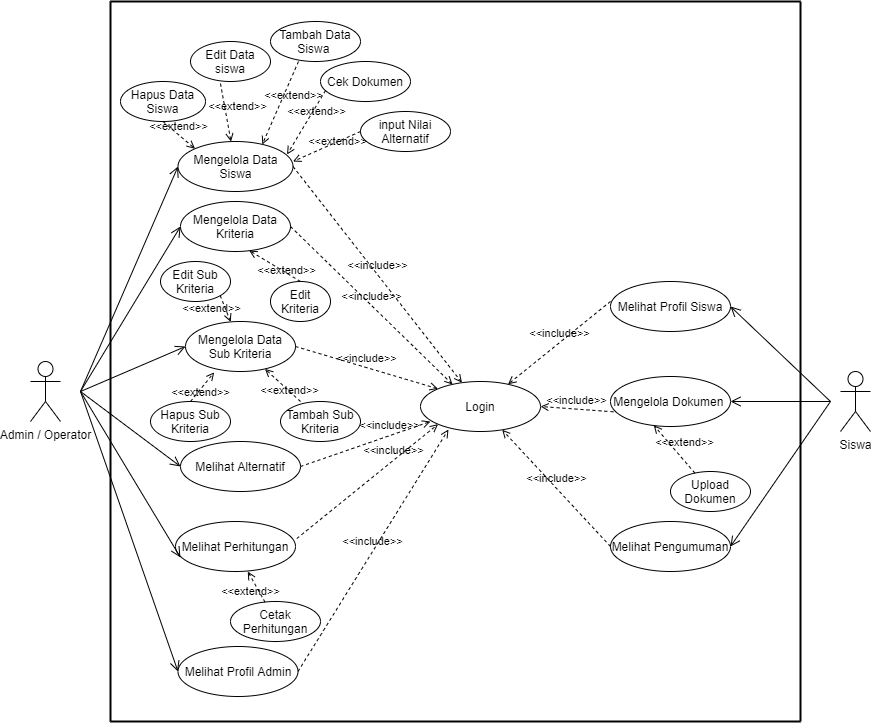 Tambah Data
Siswa
Edit Data
siswa
Cek Dokumen
Hapus Data
Siswa
<<extend>>
<<extend>>
<<extend>>
<<extend>>
<<extend>>
input Nilai
Alternatif
Mengelola Data
Siswa
Mengelola Data
Kriteria
<<include>>
<<extend>>
Edit Sub
Kriteria
Edit
Kriteria
<<include>>
<<extend>>
Melihat Profil Siswa
<<include>>
Mengelola Data
Sub Kriteria
<<include>>
<<extend>>
<<extend>>
Admin / Operator
Hapus Sub
Kriteria
Tambah Sub
Kriteria
Login
<<include>>
Mengelola Dokumen
Siswa
<<include>>
<<extend>>
<<include>>
Melihat Alternatif
<<include>>
Upload
Dokumen
Melihat Perhitungan
<<include>>
Melihat Pengumuman
<<extend>>
Cetak
Perhitungan
Melihat Profil Admin